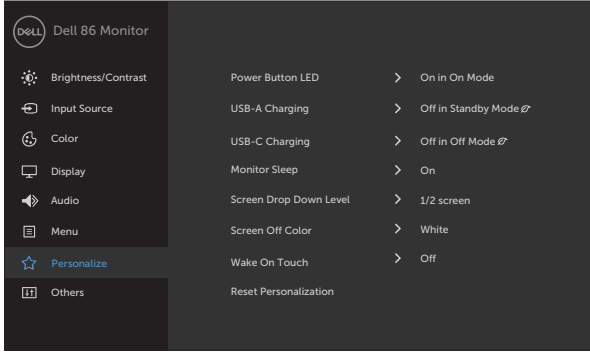 DELL Dell 86 Monitor
Brightness/Contrast
Input Source
Color
Display
Audio
Menu
Personalize
Others
Power Button LED > On in On Mode
USB-A Charging > Off in Standby Mode
USB-C Charging > Off in Off Mode
Monitor Sleep > On
Screen Drop Down Level > 1/2 screen
Screen Off Color > White
Wake On Touch > Off
Reset Personalization